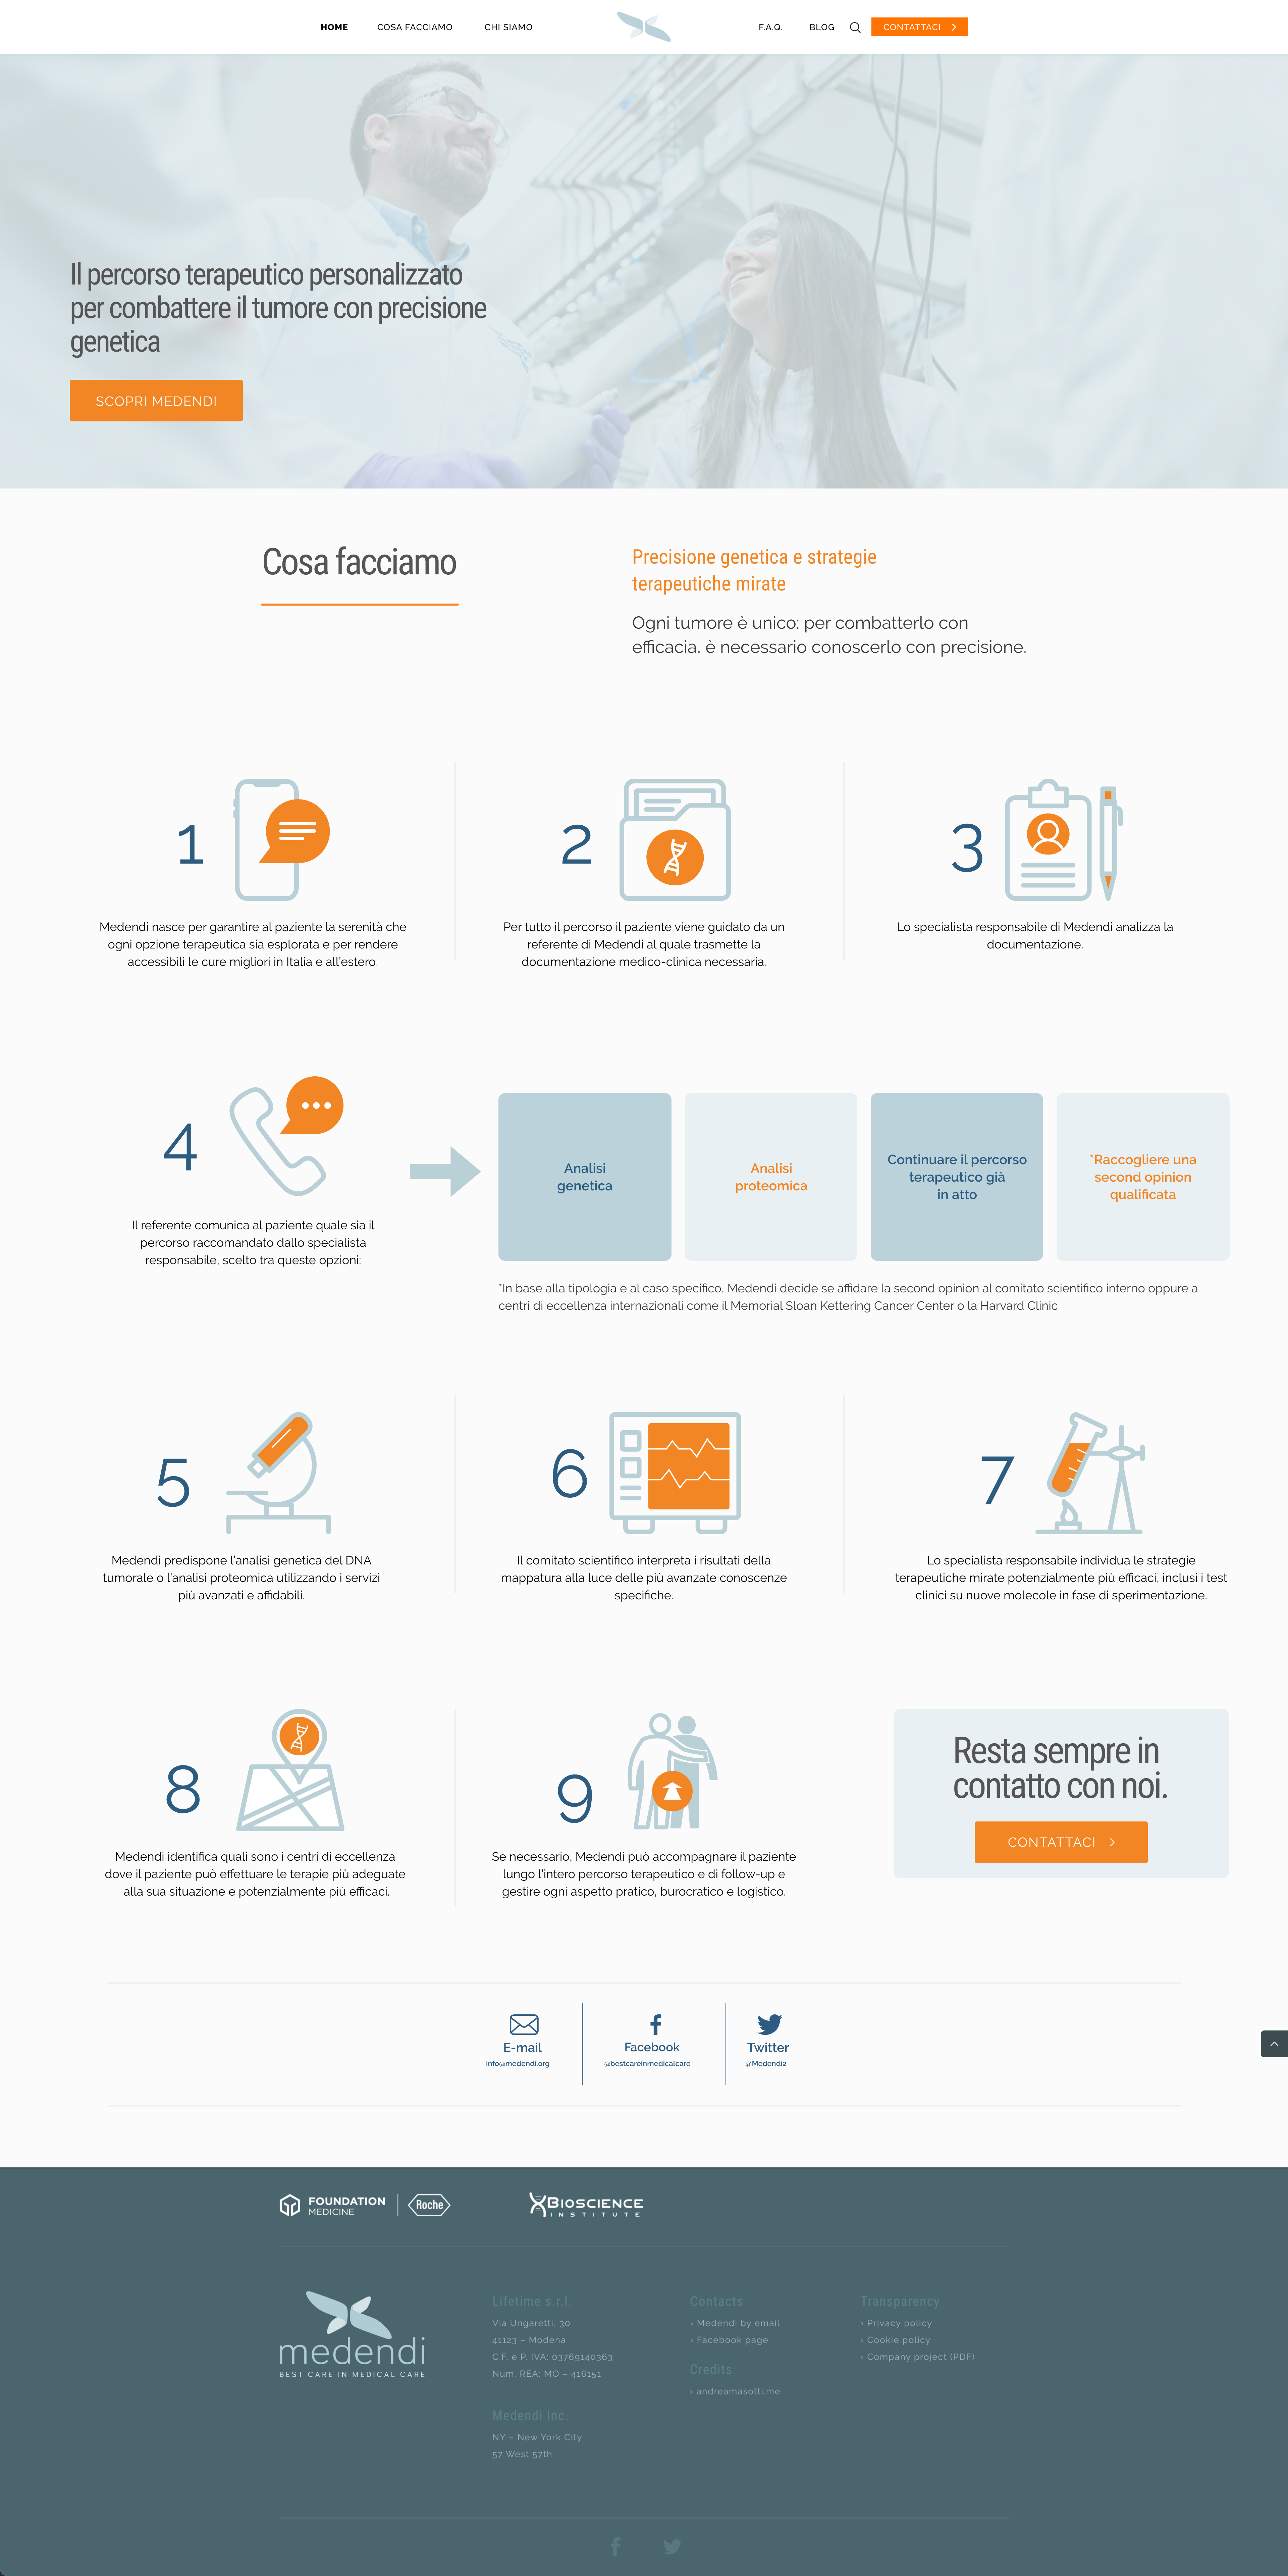 HOME
COSA FACCIAMO
CHI SIAMO
F.A.Q.
BLOG
CONTATTACI
Il percorso terapeutico personalizzato
per combattere il tumore con precisione
genetica
SCOPRI MEDENDI
Cosa facciamo
Precisione genetica e strategie
terapeutiche mirate
Ogni tumore è unico: per combatterlo con
efficacia, è necessario conoscerlo con precisione.
1
Medendi nasce per garantire al paziente la serenità che
ogni opzione terapeutica sia esplorata e per rendere
accessibili le cure migliori in Italia e all'estero.
2
Per tutto il percorso il paziente viene guidato da un
referente di Medendi al quale trasmette la
documentazione medico-clinica necessaria.
3
Lo specialista responsabile di Medendi analizza la
documentazione.
4
Il referente comunica al paziente quale sia il
percorso raccomandato dallo specialista
responsabile, scelto tra queste opzioni:
Analisi
genetica
Analisi
proteomica
Continuare il percorso
terapeutico già
in atto
*Raccogliere una
second opinion
qualificata
*In base alla tipologia e al caso specifico, Medendi decide se affidare la second opinion al comitato scientifico interno oppure a
centri di eccellenza internazionali come il Memorial Sloan Kettering Cancer Center o la Harvard Clinic
5
Medendi predispone l'analisi genetica del DNA
tumorale o l'analisi proteomica utilizzando i servizi
più avanzati e affidabili.
6
Il comitato scientifico interpreta i risultati della
mappatura alla luce delle più avanzate conoscenze
specifiche.
7
Lo specialista responsabile individua le strategie
terapeutiche mirate potenzialmente più efficaci, inclusi i test
clinici su nuove molecole in fase di sperimentazione.
8
Medendi identifica quali sono i centri di eccellenza
dove il paziente può effettuare le terapie più adeguate
alla sua situazione e potenzialmente più efficaci.
9
Se necessario, Medendi può accompagnare il paziente
lungo l'intero percorso terapeutico e di follow-up e
gestire ogni aspetto pratico, burocratico e logistico.
Resta sempre in
contatto con noi.
CONTATTACI
E-mail
info@medendi.org
Facebook
@bestcareinmedicalcare
Twitter
@Medendi2
FOUNDATION
MEDICINE
Roche
BIOSCIENCE
INSTITUTE
medendi
BEST CARE IN MEDICAL CARE
Lifetime s.r.l.
Via Ungaretti, 30
41123 – Modena
C.F. e P. IVA: 03769140363
Num. REA: MO – 416151
Medendi Inc.
NY – New York City
57 West 57th
Contacts
› Medendi by email
› Facebook page
Credits
› andreamasotti.me
Transparency
› Privacy policy
› Cookie policy
› Company project (PDF)